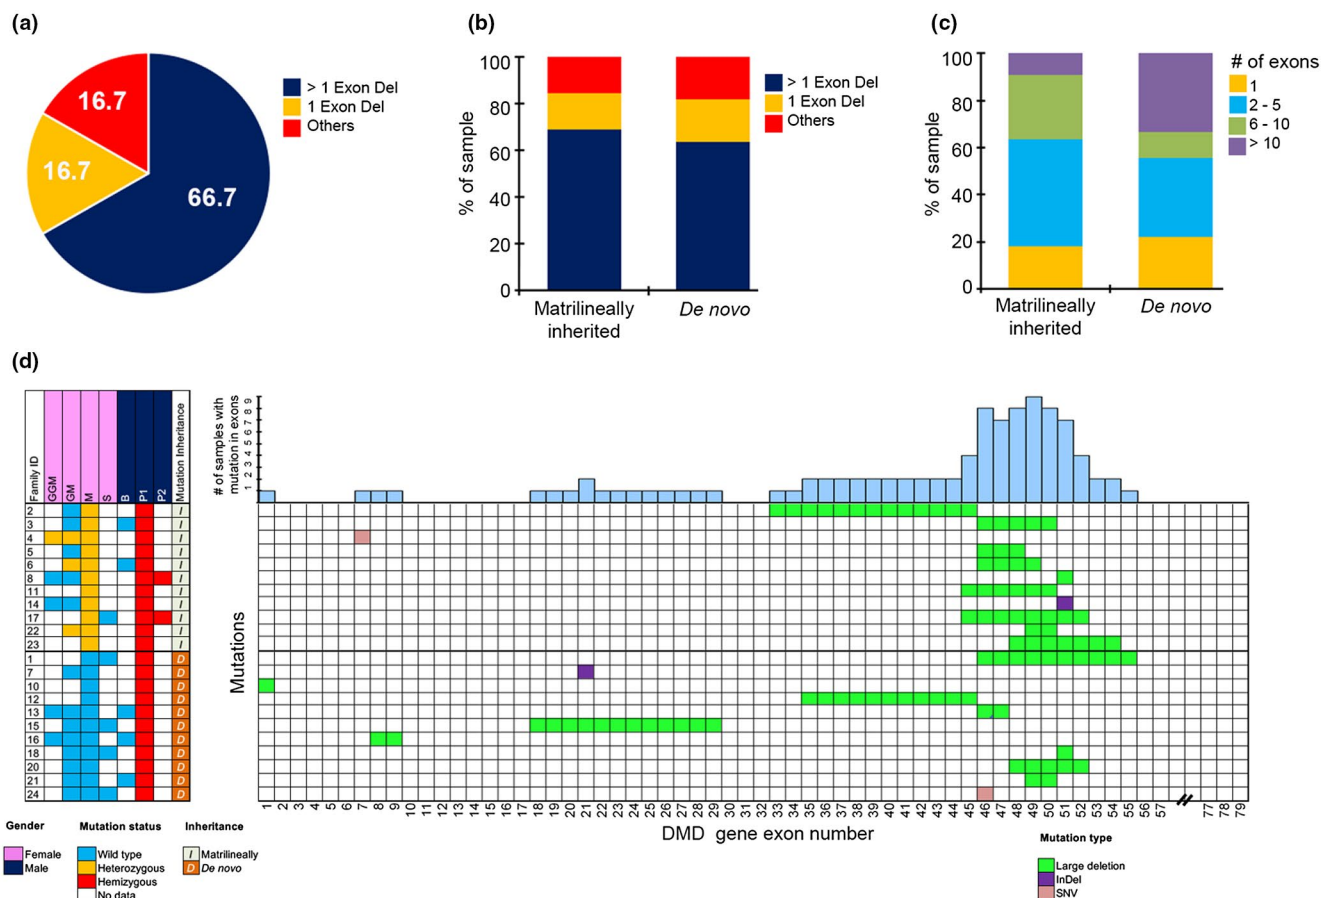 (a)
16.7
16.7
66.7
> 1 Exon Del
1 Exon Del
Others
(b)
% of sample
100
80
60
40
20
0
Matrilineally
inherited
De novo
> 1 Exon Del
1 Exon Del
Others
(c)
% of sample
100
80
60
40
20
0
Matrilineally
inherited
De novo
# of exons
1
2 - 5
6 - 10
> 10
(d)
Family ID GGM GM M S B P1 P2 Mutation Inheritance
2 I
3 I
4 I
5 I
6 I
8 I
11 I
14 I
17 I
22 I
23 I
1 D
7 D
10 D
12 D
13 D
15 D
16 D
18 D
20 D
21 D
24 D
# of samples with
mutation in exons
1 2 3 4 5 6 7 8 9
Mutations
1 2 3 4 5 6 7 8 9 10 11 12 13 14 15 16 17 18 19 20 21 22 23 24 25 26 27 28 29 30 31 32 33 34 35 36 37 38 39 40 41 42 43 44 45 46 48 49 50 51 52 53 54 55 56 57 // 77 78 79
DMD gene exon number
Gender
Female
Male
Mutation status
Wild type
Heterozygous
Hemizygous
No data
Inheritance
I Matrilineally
D De novo
Mutation type
Large deletion
InDel
SNV